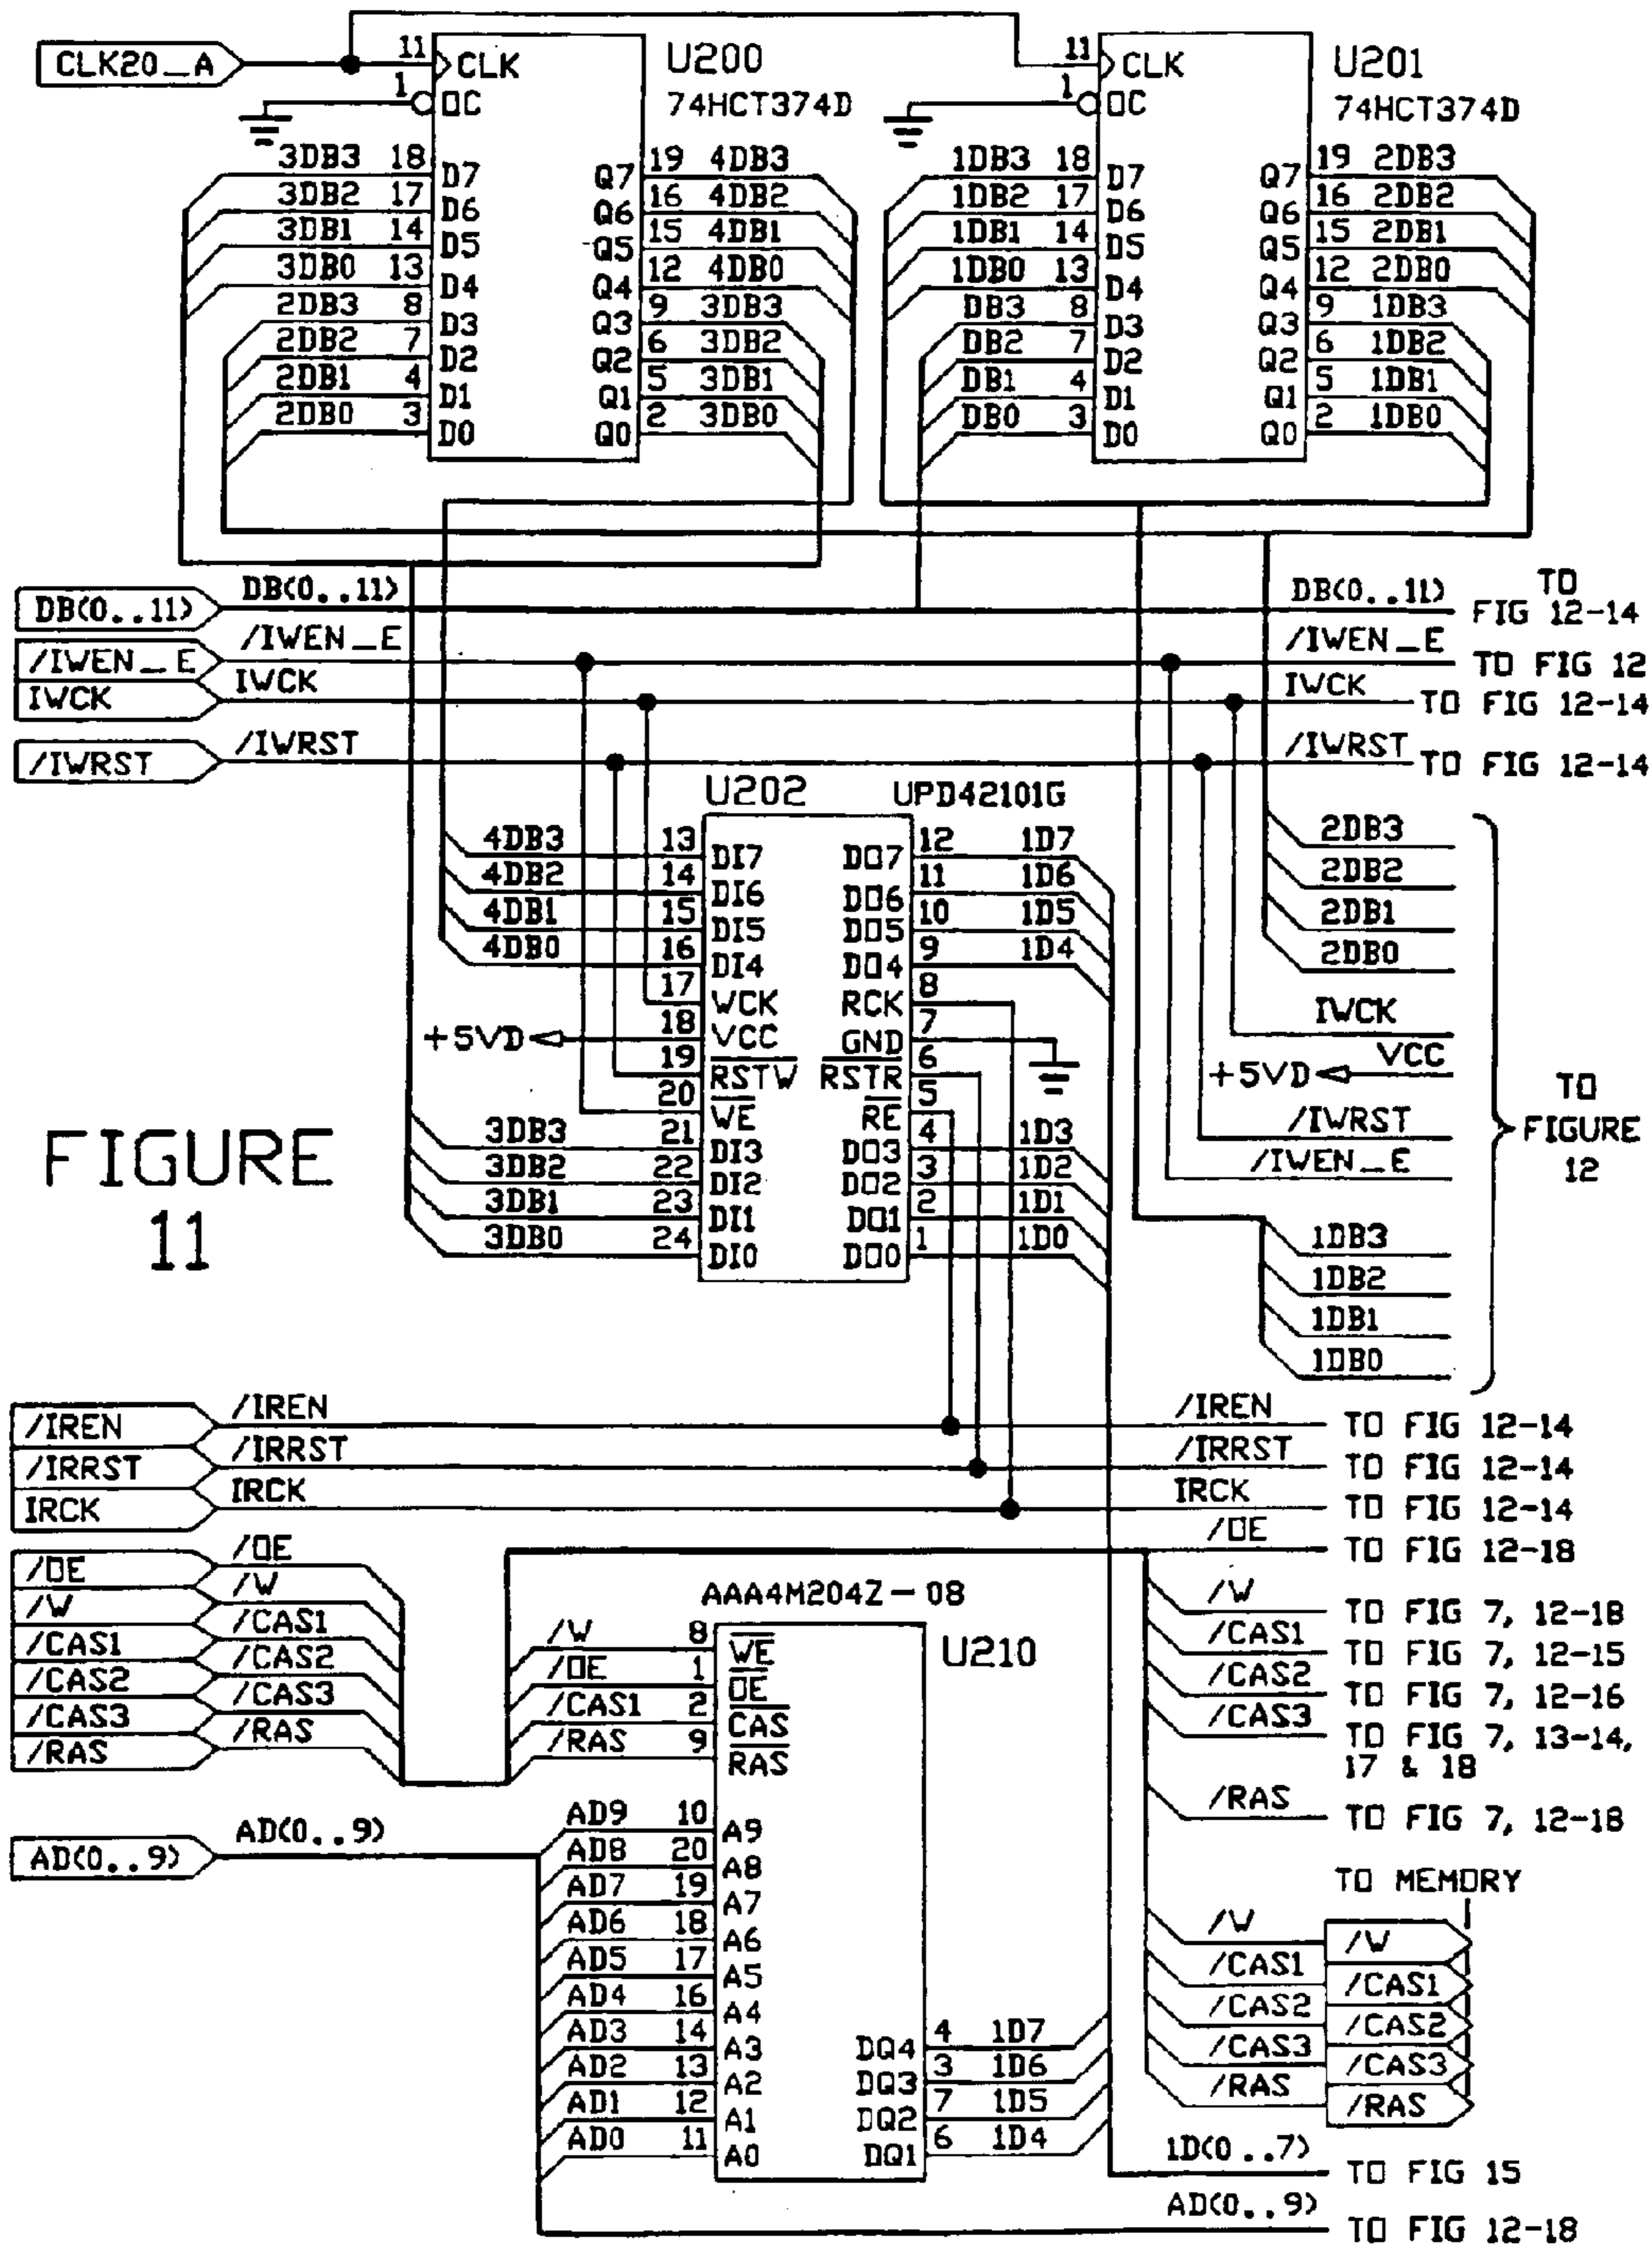 CLK20_A
11 CLK
1 OC
U200
74HCT374D
11 CLK
1 OC
U201
74HCT374D
3DB3 18 D7 Q7 19 4DB3
3DB2 17 D6 Q6 16 4DB2
3DB1 14 D5 Q5 15 4DB1
3DB0 13 D4 Q4 12 4DB0
2DB3 8 D3 Q3 9 3DB3
2DB2 7 D2 Q2 6 3DB2
2DB1 4 D1 Q1 5 3DB1
2DB0 3 D0 Q0 2 3DB0
1DB3 18 D7 Q7 19 2DB3
1DB2 17 D6 Q6 16 2DB2
1DB1 14 D5 Q5 15 2DB1
1DB0 13 D4 Q4 12 2DB0
DB3 8 D3 Q3 9 1DB3
DB2 7 D2 Q2 6 1DB2
DB1 4 D1 Q1 5 1DB1
DB0 3 D0 Q0 2 1DB0
DB(0..11) DB(0..11) DB(0..11) TO FIG 12-14
/IWEN_E /IWEN_E /IWEN_E TO FIG 12
IWCK IWCK IWCK TO FIG 12-14
/IWRST /IWRST /IWRST TO FIG 12-14
U202 UPD42101G
4DB3 13 DI7 DO7 12 1D7
4DB2 14 DI6 DO6 11 1D6
4DB1 15 DI5 DO5 10 1D5
4DB0 16 DI4 DO4 9 1D4
17 WCK RCK 8
+5VD 18 VCC GND 7
19 RSTW RSTR 6
20 WE RE 5
3DB3 21 DI3 DO3 4 1D3
3DB2 22 DI2 DO2 3 1D2
3DB1 23 DI1 DO1 2 1D1
3DB0 24 DI0 DO0 1 1D0
2DB3
2DB2
2DB1
2DB0
IWCK
+5VD VCC
/IWRST
/IWEN_E
1DB3
1DB2
1DB1
1DB0
TO
FIGURE
12
FIGURE
11
/IREN /IREN /IREN TO FIG 12-14
/IRRST /IRRST /IRRST TO FIG 12-14
IRCK IRCK IRCK TO FIG 12-14
/OE /OE /OE TO FIG 12-18
/W /W /W TO FIG 7, 12-18
/CAS1 /CAS1 /CAS1 TO FIG 7, 12-15
/CAS2 /CAS2 /CAS2 TO FIG 7, 12-16
/CAS3 /CAS3 /CAS3 TO FIG 7, 13-14,
17 & 18
/RAS /RAS /RAS TO FIG 7, 12-18
AAA4M204Z-08
U210
/W 8 WE
/OE 1 OE
/CAS1 2 CAS
/RAS 9 RAS
AD(0..9) AD(0..9)
AD9 10 A9
AD8 20 A8
AD7 19 A7
AD6 18 A6
AD5 17 A5
AD4 16 A4
AD3 14 A3 DQ4 4 1D7
AD2 13 A2 DQ3 3 1D6
AD1 12 A1 DQ2 7 1D5
AD0 11 A0 DQ1 6 1D4
TO MEMORY
/W /W
/CAS1 /CAS1
/CAS2 /CAS2
/CAS3 /CAS3
/RAS /RAS
1D(0..7) TO FIG 15
AD(0..9) TO FIG 12-18